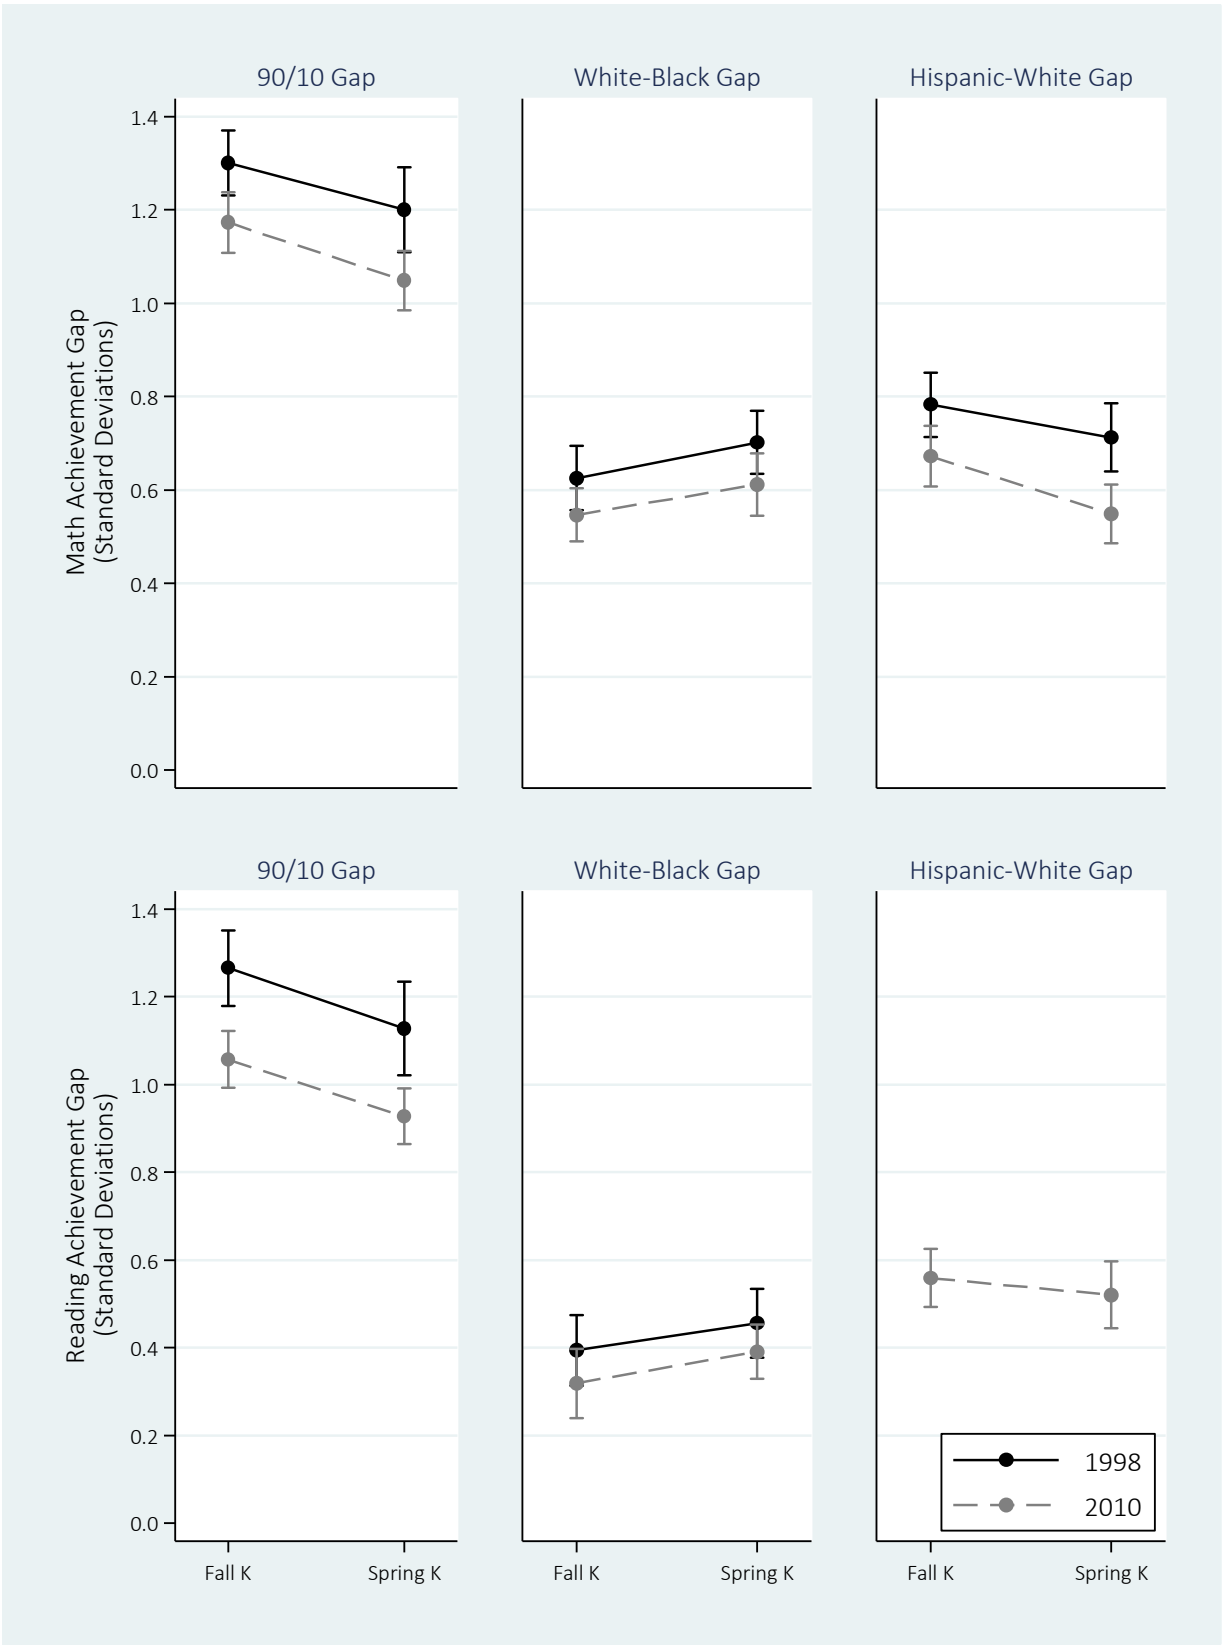 90/10 Gap
White-Black Gap
Hispanic-White Gap
Math Achievement Gap
(Standard Deviations)
1.4
1.2
1.0
0.8
0.6
0.4
0.2
0.0
90/10 Gap
White-Black Gap
Hispanic-White Gap
Reading Achievement Gap
(Standard Deviations)
1.4
1.2
1.0
0.8
0.6
0.4
0.2
0.0
1998
2010
Fall K
Spring K
Fall K
Spring K
Fall K
Spring K